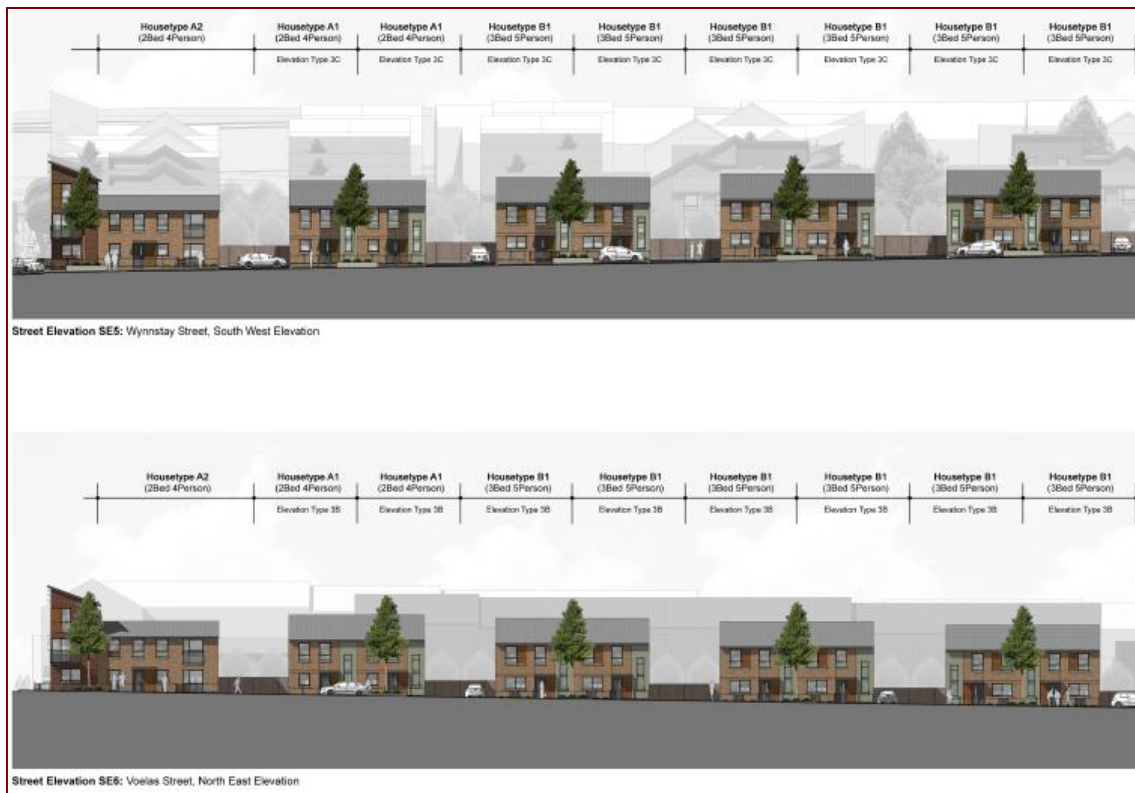 Housetype A2 Housetype A1 Housetype A1 Housetype B1 Housetype B1 Housetype B1 Housetype B1 Housetype B1 Housetype B1
(2Bed 4Person) (2Bed 4Person) (2Bed 4Person) (3Bed 5Person) (3Bed 5Person) (3Bed 5Person) (3Bed 5Person) (3Bed 5Person) (3Bed 5Person)
Elevation Type 3C Elevation Type 3C Elevation Type 3C Elevation Type 3C Elevation Type 3C Elevation Type 3C Elevation Type 3C Elevation Type 3C
Street Elevation SE5: Wynnstay Street, South West Elevation
Housetype A2 Housetype A1 Housetype A1 Housetype B1 Housetype B1 Housetype B1 Housetype B1 Housetype B1 Housetype B1
(2Bed 4Person) (2Bed 4Person) (2Bed 4Person) (3Bed 5Person) (3Bed 5Person) (3Bed 5Person) (3Bed 5Person) (3Bed 5Person) (3Bed 5Person)
Elevation Type 3B Elevation Type 3B Elevation Type 3B Elevation Type 3B Elevation Type 3B Elevation Type 3B Elevation Type 3B Elevation Type 3B
Street Elevation SE6: Voelas Street, North East Elevation